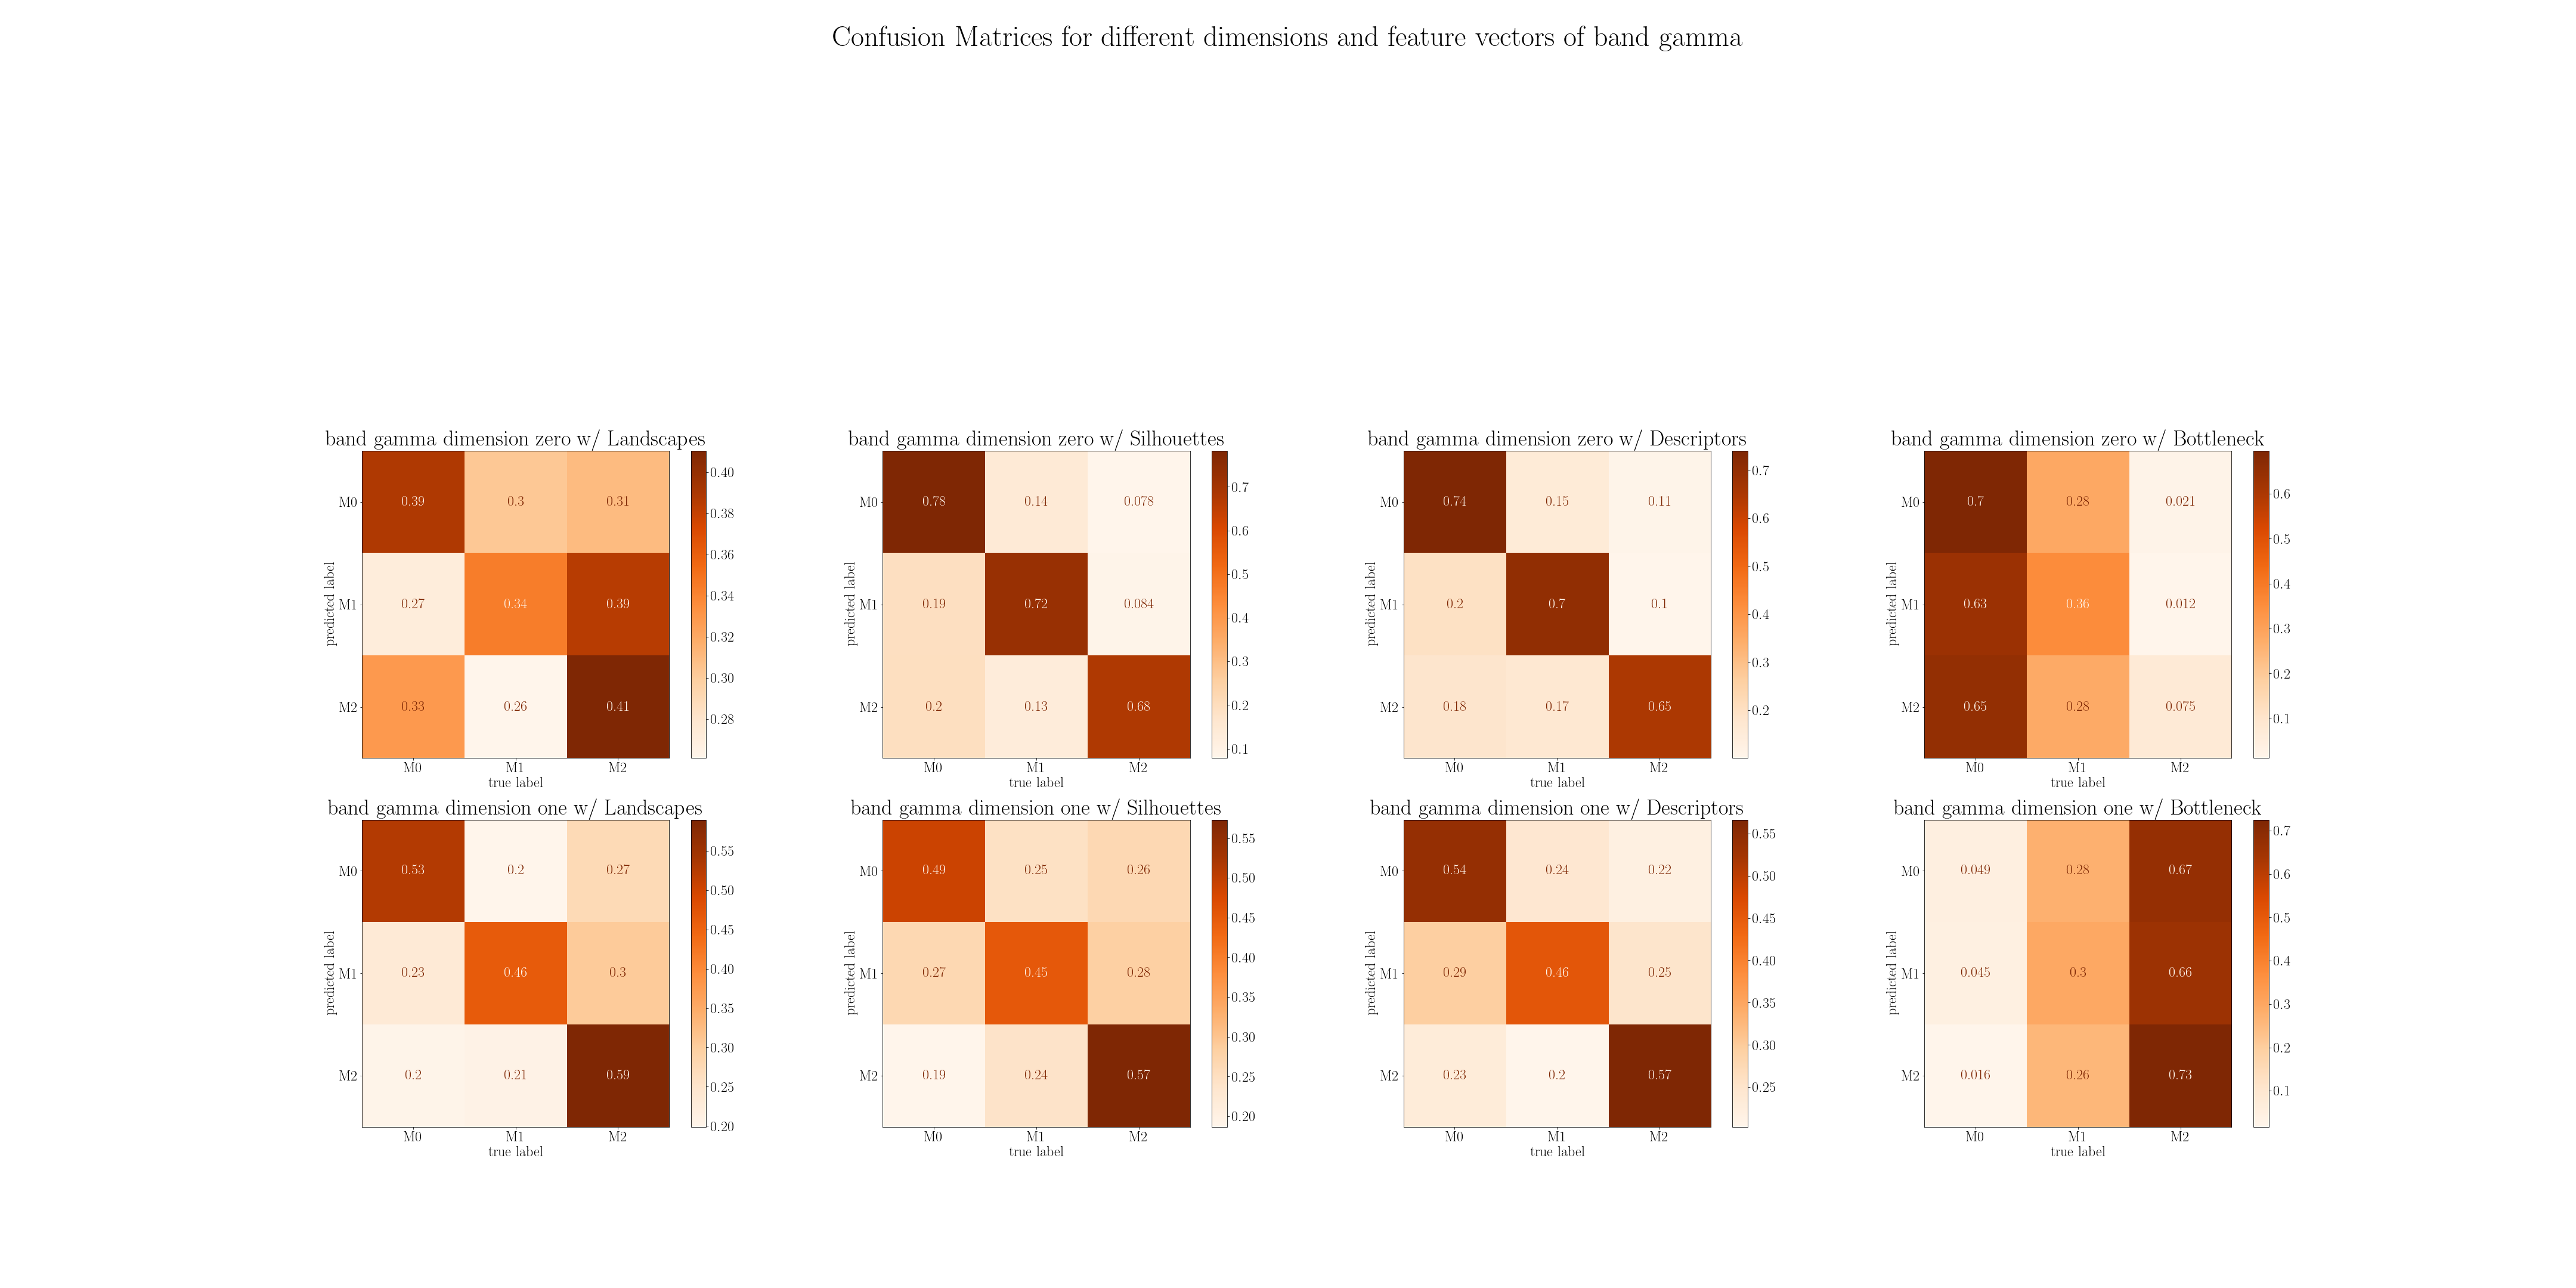 Confusion Matrices for different dimensions and feature vectors of band gamma
band gamma dimension zero w/ Landscapes
M0 0.39 0.3 0.31
M1 0.27 0.34 0.39
M2 0.33 0.26 0.41
M0 M1 M2
true label
predicted label
0.40
0.38
0.36
0.34
0.32
0.30
0.28
band gamma dimension zero w/ Silhouettes
M0 0.78 0.14 0.078
M1 0.19 0.72 0.084
M2 0.2 0.13 0.68
M0 M1 M2
true label
predicted label
0.7
0.6
0.5
0.4
0.3
0.2
0.1
band gamma dimension zero w/ Descriptors
M0 0.74 0.15 0.11
M1 0.2 0.7 0.1
M2 0.18 0.17 0.65
M0 M1 M2
true label
predicted label
0.7
0.6
0.5
0.4
0.3
0.2
band gamma dimension zero w/ Bottleneck
M0 0.7 0.28 0.021
M1 0.63 0.36 0.012
M2 0.65 0.28 0.075
M0 M1 M2
true label
predicted label
0.6
0.5
0.4
0.3
0.2
0.1
band gamma dimension one w/ Landscapes
M0 0.53 0.2 0.27
M1 0.23 0.46 0.3
M2 0.2 0.21 0.59
M0 M1 M2
true label
predicted label
0.55
0.50
0.45
0.40
0.35
0.30
0.25
0.20
band gamma dimension one w/ Silhouettes
M0 0.49 0.25 0.26
M1 0.27 0.45 0.28
M2 0.19 0.24 0.57
M0 M1 M2
true label
predicted label
0.55
0.50
0.45
0.40
0.35
0.30
0.25
0.20
band gamma dimension one w/ Descriptors
M0 0.54 0.24 0.22
M1 0.29 0.46 0.25
M2 0.23 0.2 0.57
M0 M1 M2
true label
predicted label
0.55
0.50
0.45
0.40
0.35
0.30
0.25
band gamma dimension one w/ Bottleneck
M0 0.049 0.28 0.67
M1 0.045 0.3 0.66
M2 0.016 0.26 0.73
M0 M1 M2
true label
predicted label
0.7
0.6
0.5
0.4
0.3
0.2
0.1